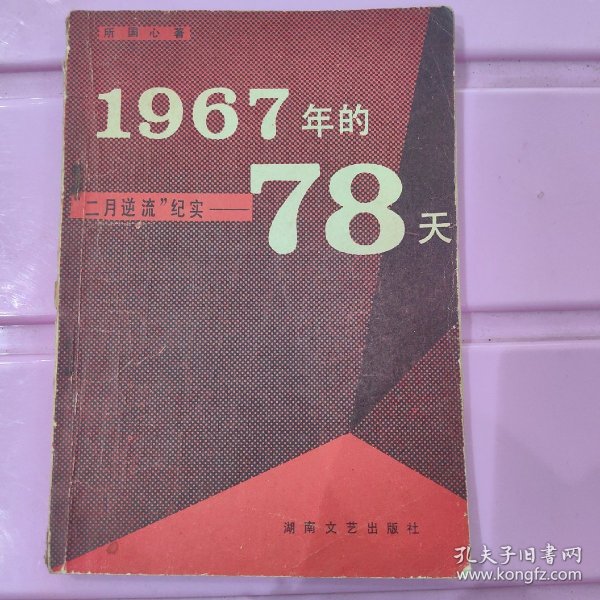 昕国心著
1967年的
78天
“二月逆流”纪实——
湖南文艺出版社
孔夫子旧书网
www.kongfz.com